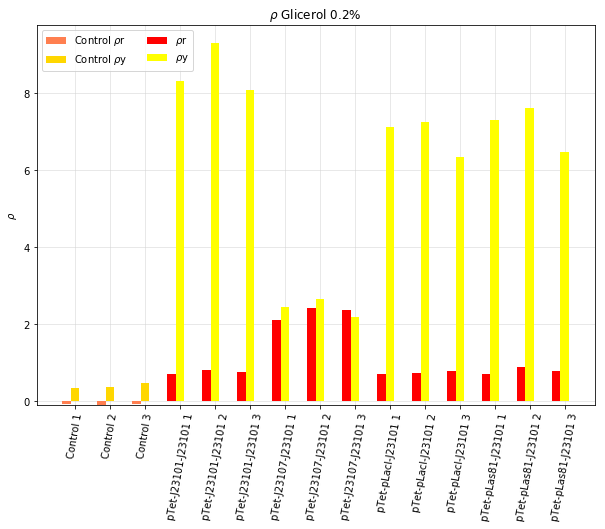 ρ Glicerol 0.2%
Control ρr
Control ρy
ρr
ρy
ρ
8
6
4
2
0
Control 1
Control 2
Control 3
pTet-J23101-J23101 1
pTet-J23101-J23101 2
pTet-J23101-J23101 3
pTet-J23107-J23101 1
pTet-J23107-J23101 2
pTet-J23107-J23101 3
pTet-pLacI-J23101 1
pTet-pLacI-J23101 2
pTet-pLacI-J23101 3
pTet-pLas81-J23101 1
pTet-pLas81-J23101 2
pTet-pLas81-J23101 3